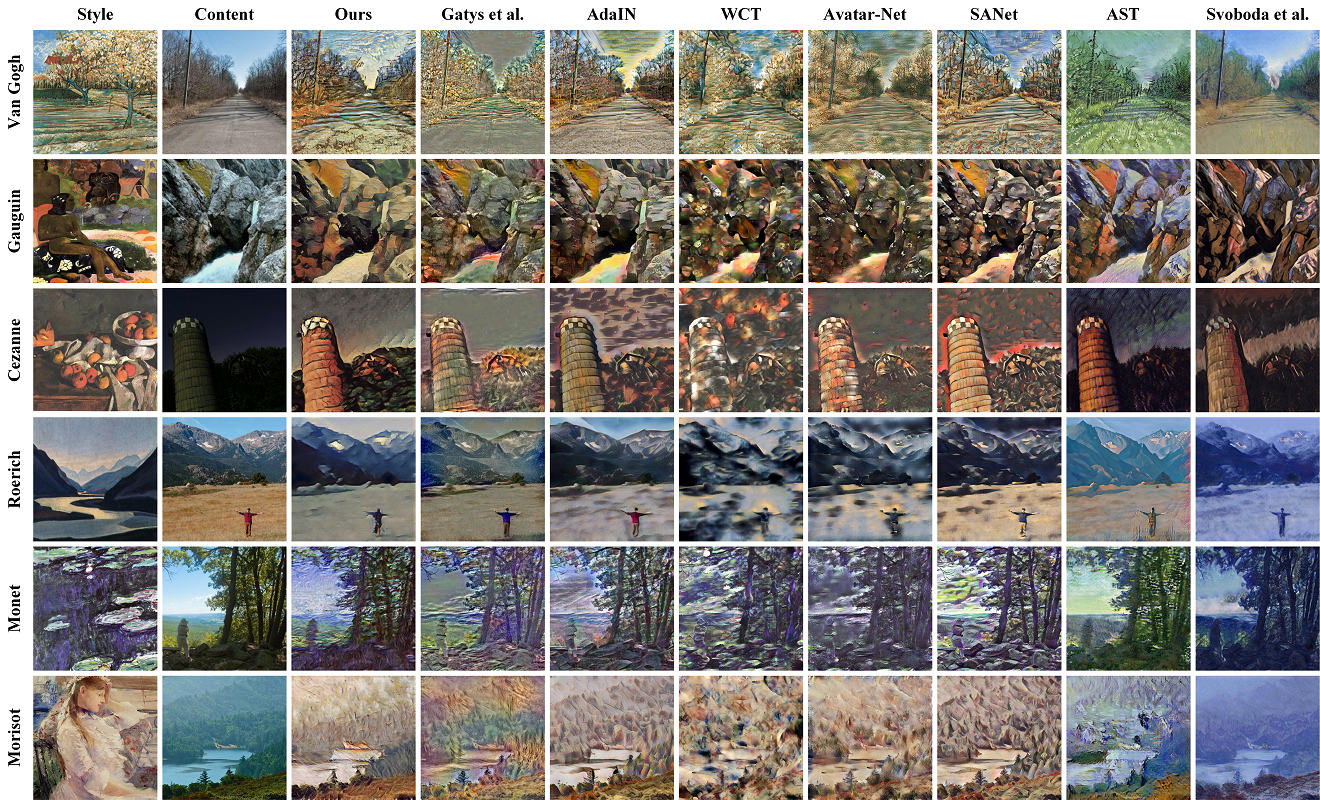 Style Content Ours Gatys et al. AdaIN WCT Avatar-Net SANet AST Svoboda et al.
Van Gogh
Gauguin
Cezanne
Roerich
Monet
Morisot